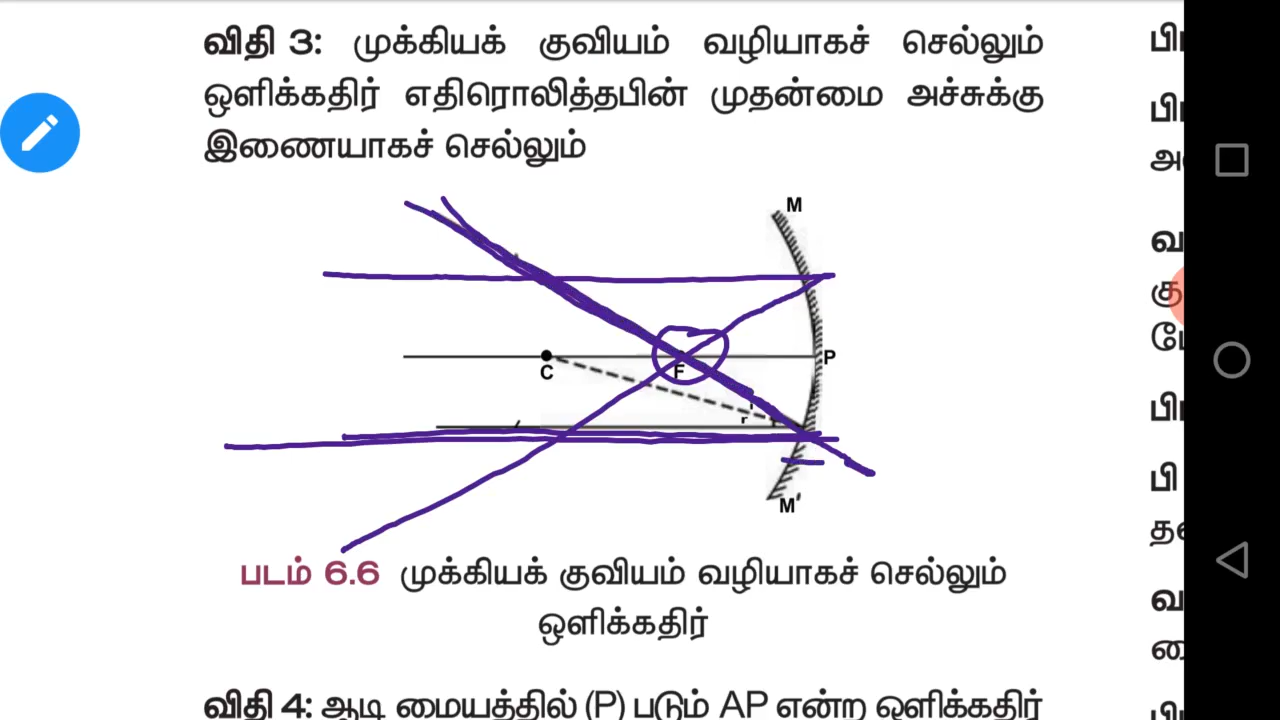 விதி 3: முக்கியக் குவியம் வழியாகச் செல்லும்
ஒளிக்கதிர் எதிரொலித்தபின் முதன்மை அச்சுக்கு
இணையாகச் செல்லும்
M
C
F
P
i
r
M'
படம் 6.6 முக்கியக் குவியம் வழியாகச் செல்லும்
ஒளிக்கதிர்
விதி 4: ஆடி மையத்தில் (P) படும் AP என்ற ஒளிக்கதிர்